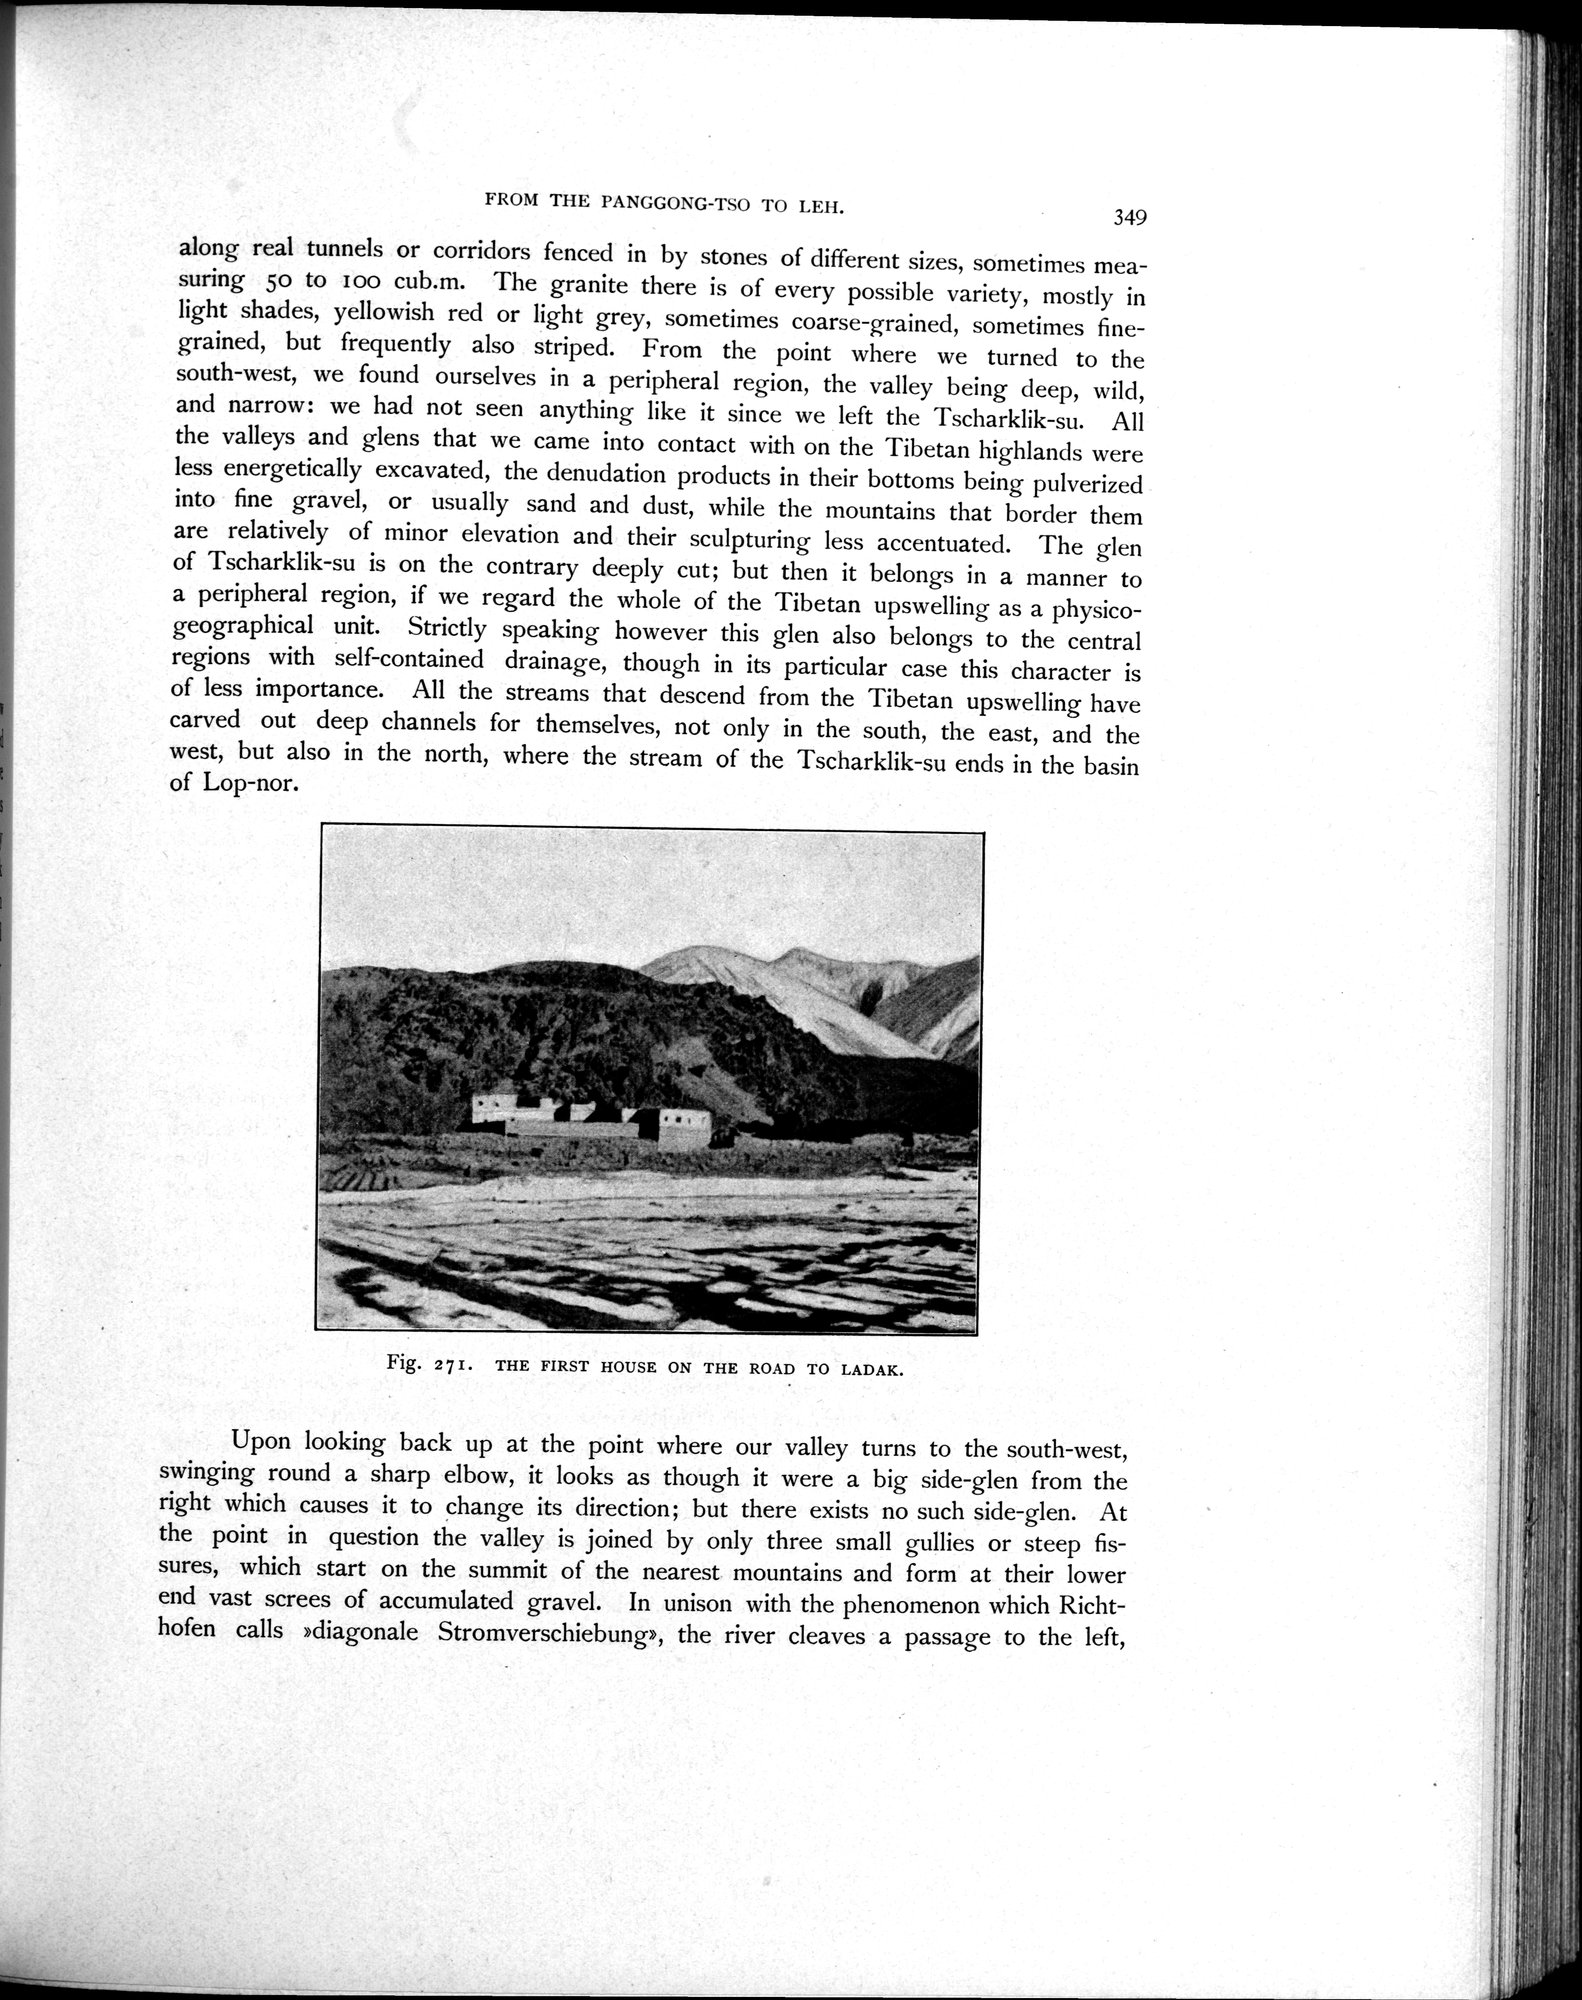 FROM THE PANGGONG-TSO TO LEH.
349
along real tunnels or corridors fenced in by stones of different sizes, sometimes mea-
suring 50 to 100 cub.m. The granite there is of every possible variety, mostly in
light shades, yellowish red or light grey, sometimes coarse-grained, sometimes fine-
grained, but frequently also striped. From the point where we turned to the
south-west, we found ourselves in a peripheral region, the valley being deep, wild,
and narrow: we had not seen anything like it since we left the Tscharklik-su. All
the valleys and glens that we came into contact with on the Tibetan highlands were
less energetically excavated, the denudation products in their bottoms being pulverized
into fine gravel, or usually sand and dust, while the mountains that border them
are relatively of minor elevation and their sculpturing less accentuated. The glen
of Tscharklik-su is on the contrary deeply cut; but then it belongs in a manner to
a peripheral region, if we regard the whole of the Tibetan upswelling as a physico-
geographical unit. Strictly speaking however this glen also belongs to the central
regions with self-contained drainage, though in its particular case this character is
of less importance. All the streams that descend from the Tibetan upswelling have
carved out deep channels for themselves, not only in the south, the east, and the
west, but also in the north, where the stream of the Tscharklik-su ends in the basin
of Lop-nor.
Fig. 271. THE FIRST HOUSE ON THE ROAD TO LADAK.
Upon looking back up at the point where our valley turns to the south-west,
swinging round a sharp elbow, it looks as though it were a big side-glen from the
right which causes it to change its direction; but there exists no such side-glen. At
the point in question the valley is joined by only three small gullies or steep fis-
sures, which start on the summit of the nearest mountains and form at their lower
end vast screes of accumulated gravel. In unison with the phenomenon which Richt-
hofen calls »diagonale Stromverschiebung», the river cleaves a passage to the left,